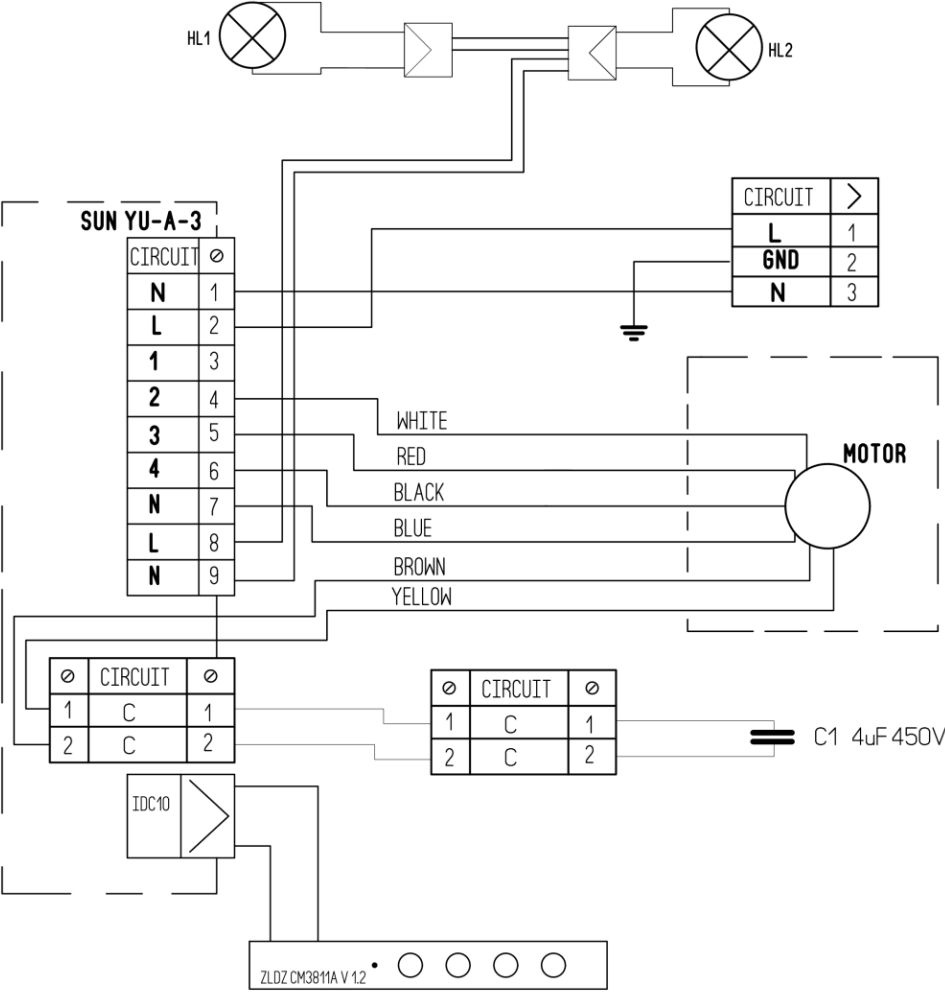 HL1
HL2
CIRCUIT
L 1
GND 2
N 3
SUN YU-A-3
CIRCUIT
N 1
L 2
1 3
2 4
3 5
4 6
N 7
L 8
N 9
WHITE
RED
BLACK
BLUE
BROWN
YELLOW
MOTOR
CIRCUIT
1 C 1
2 C 2
CIRCUIT
1 C 1
2 C 2
C1 4uF 450V
IDC10
ZLDZ CM3811A V 1.2